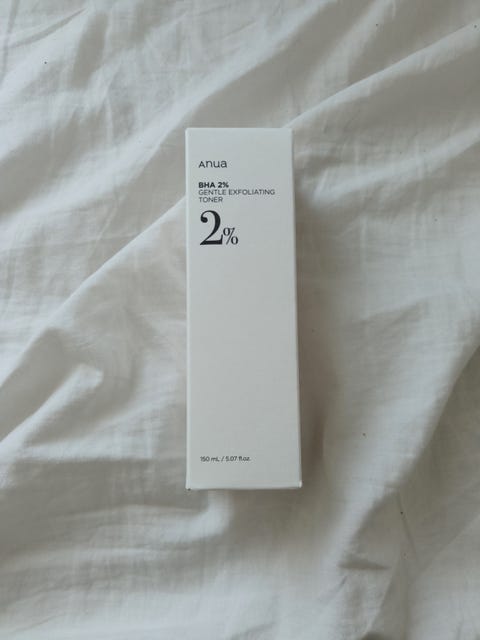 Anua
BHA 2%
GENTLE EXFOLIATING
TONER
2%
150 mL / 5.07 fl.oz.